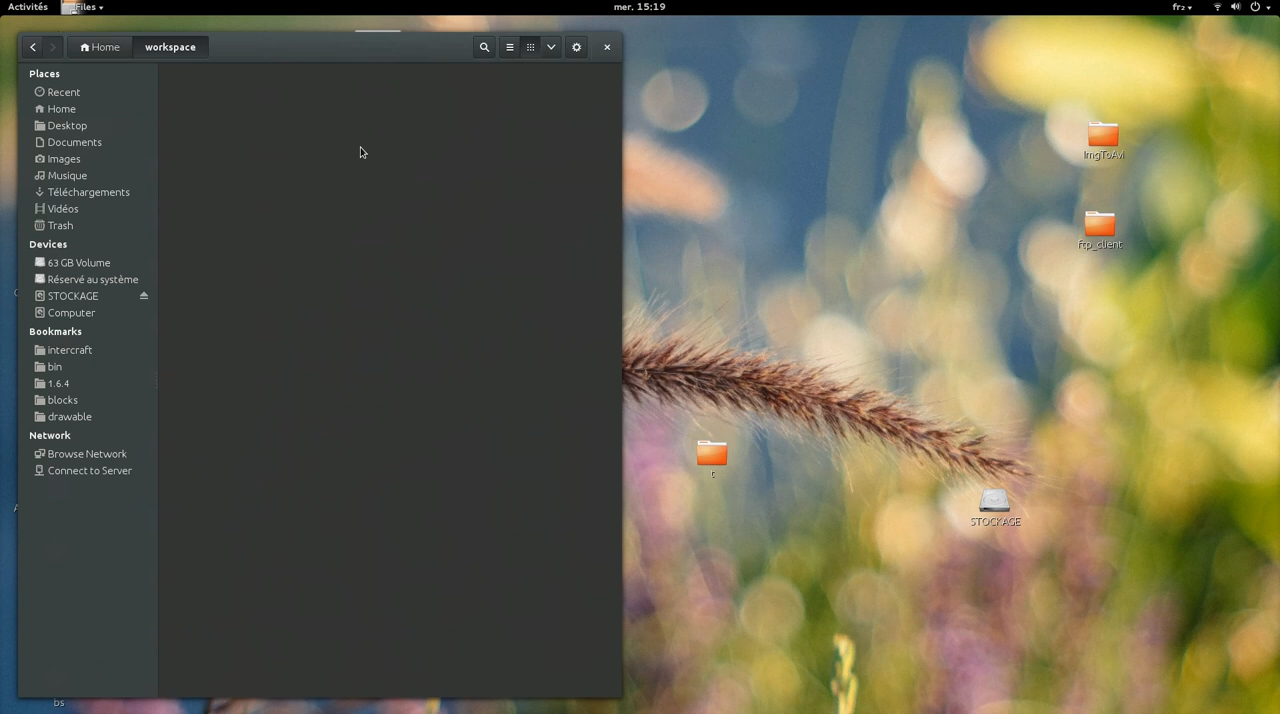 Activités
Files
mer. 15:19
fr₂
Home
workspace
Places
Recent
Home
Desktop
Documents
Images
Musique
Téléchargements
Vidéos
Trash
Devices
63 GB Volume
Réservé au système
STOCKAGE
Computer
Bookmarks
intercraft
bin
1.6.4
blocks
drawable
Network
Browse Network
Connect to Server
ImgToAvi
ftp_client
t
STOCKAGE
bs